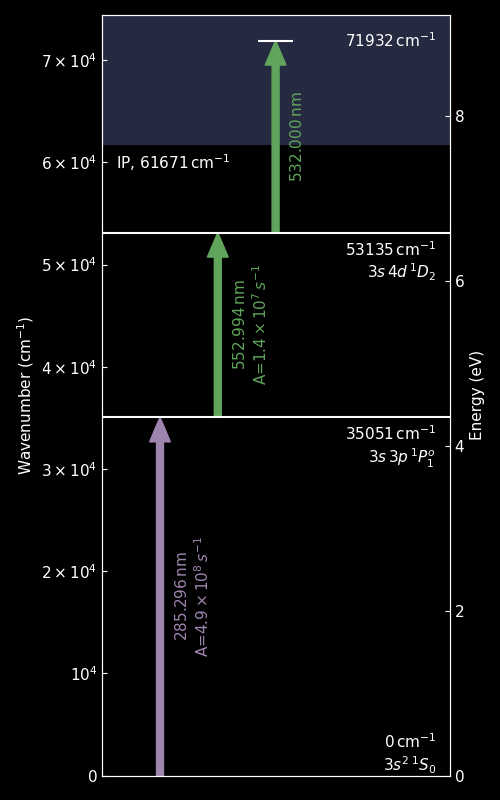 71932 cm⁻¹
7 × 10⁴
8
532.000 nm
IP, 61671 cm⁻¹
6 × 10⁴
53135 cm⁻¹
3s 4d ¹D₂
5 × 10⁴
6
552.994 nm
A=1.4 × 10⁷ s⁻¹
4 × 10⁴
Wavenumber (cm⁻¹)
Energy (eV)
35051 cm⁻¹
3s 3p ¹P₁ᵒ
4
3 × 10⁴
285.296 nm
A=4.9 × 10⁸ s⁻¹
2 × 10⁴
2
10⁴
0 cm⁻¹
3s² ¹S₀
0
0